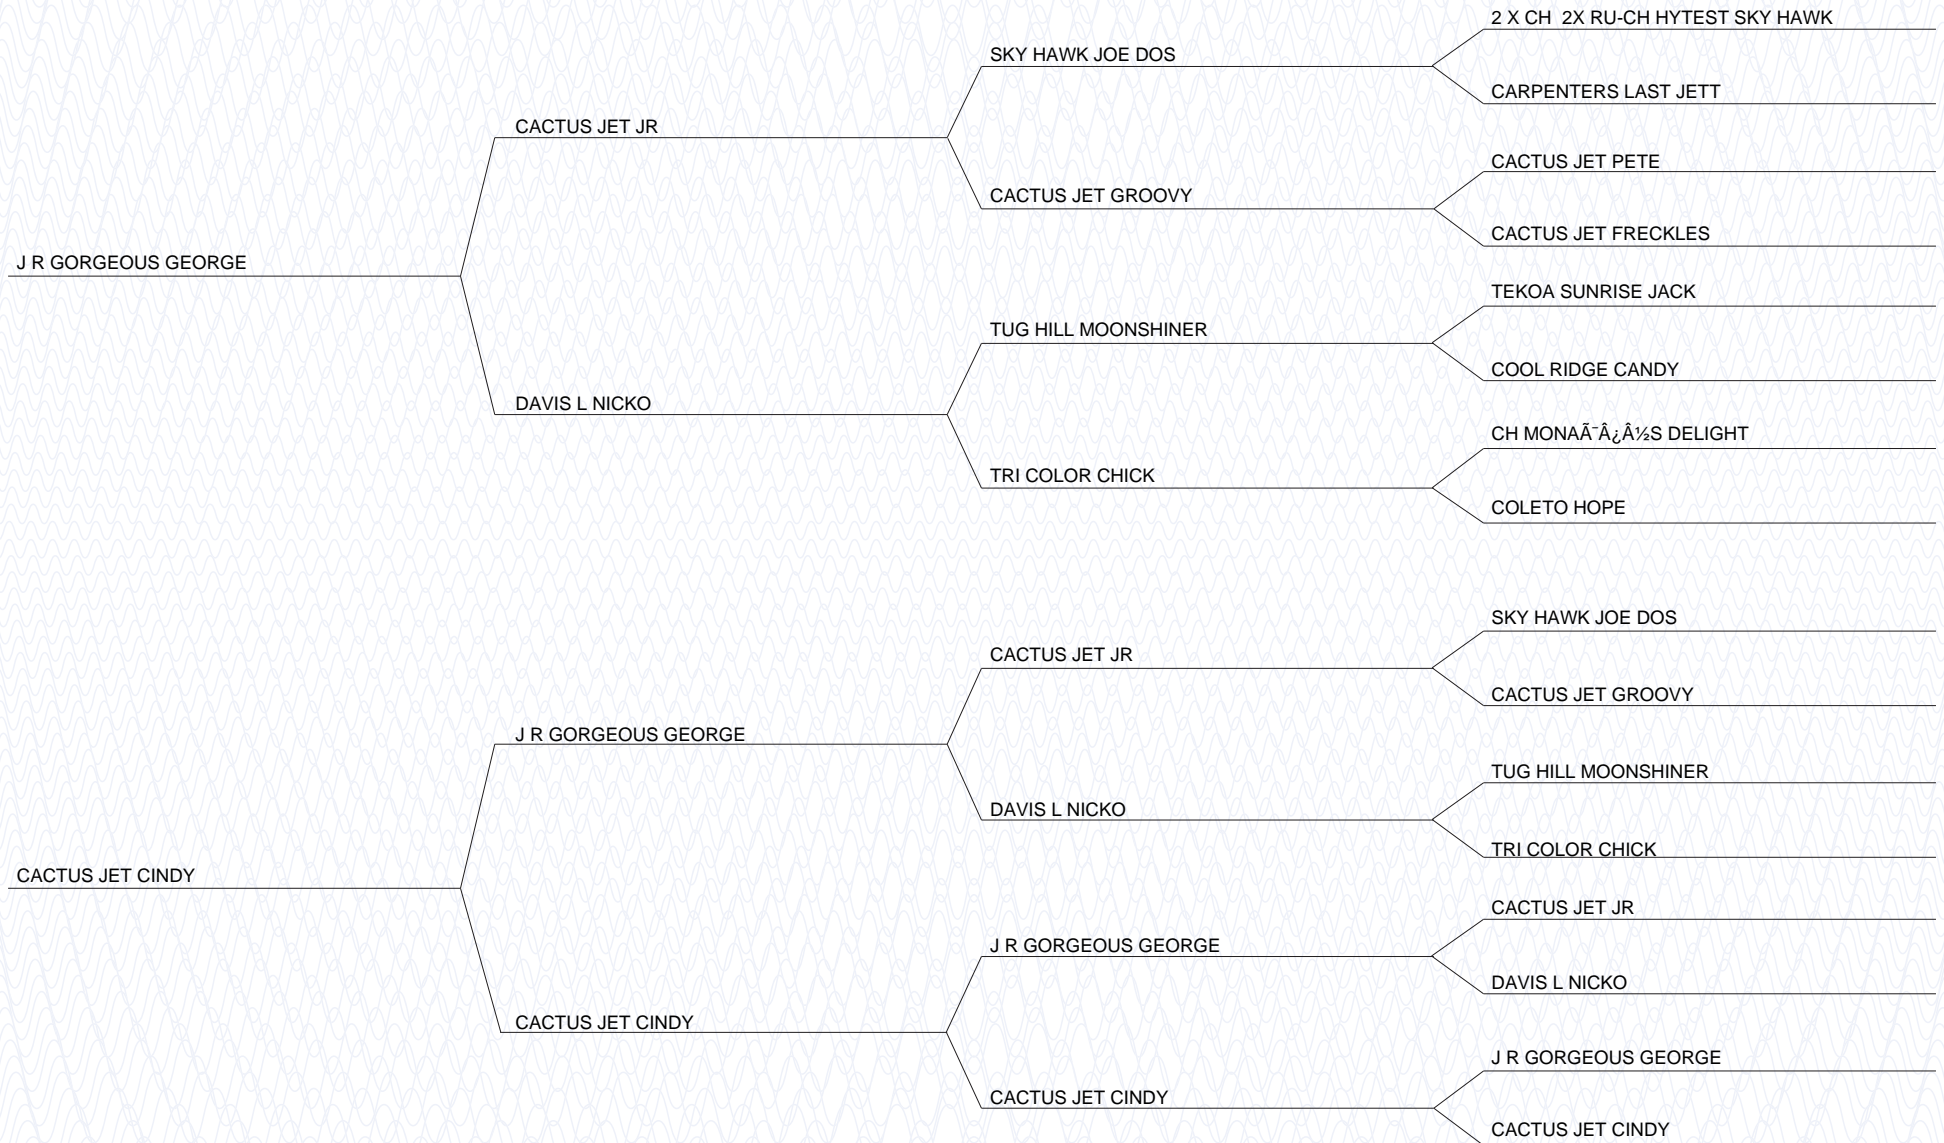 2 X CH  2X RU-CH HYTEST SKY HAWK
SKY HAWK JOE DOS
CARPENTERS LAST JETT
CACTUS JET JR
CACTUS JET PETE
CACTUS JET GROOVY
CACTUS JET FRECKLES
J R GORGEOUS GEORGE
TEKOA SUNRISE JACK
TUG HILL MOONSHINER
COOL RIDGE CANDY
DAVIS L NICKO
CH MONAÃ¯Â¿Â½S DELIGHT
TRI COLOR CHICK
COLETO HOPE
SKY HAWK JOE DOS
CACTUS JET JR
CACTUS JET GROOVY
J R GORGEOUS GEORGE
TUG HILL MOONSHINER
DAVIS L NICKO
TRI COLOR CHICK
CACTUS JET CINDY
CACTUS JET JR
J R GORGEOUS GEORGE
DAVIS L NICKO
CACTUS JET CINDY
J R GORGEOUS GEORGE
CACTUS JET CINDY
CACTUS JET CINDY